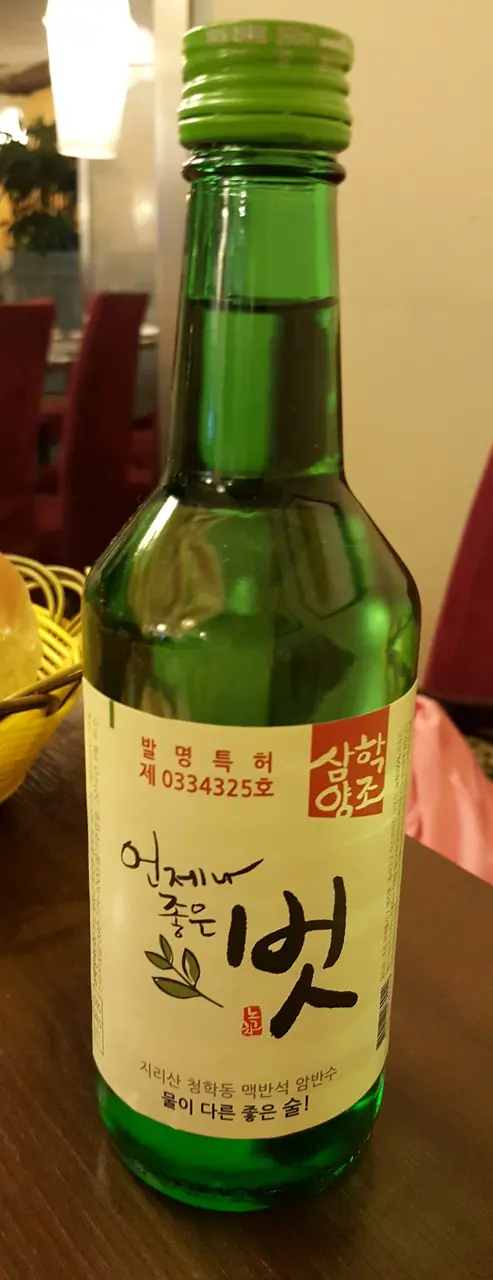 발명특허
제 0334325호
삼학
양조
언제나
좋은
벗
지리산 청학동 맥반석 암반수
물이 다른 좋은 술!